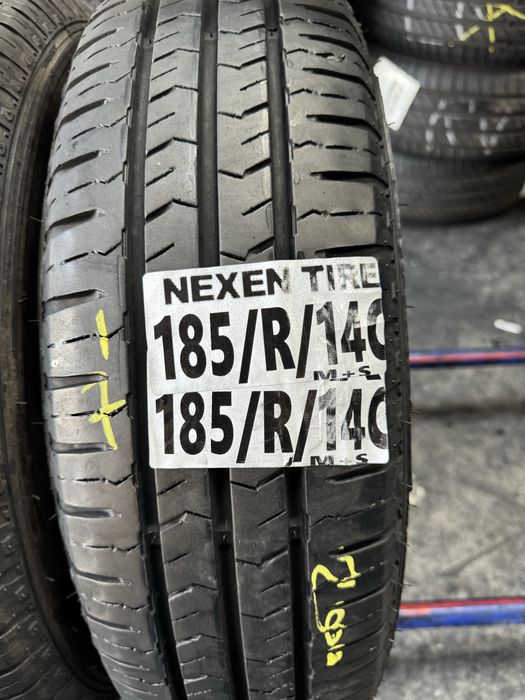 NEXEN TIRE
185/R/14C
M+S
185/R/14C
/ M+S